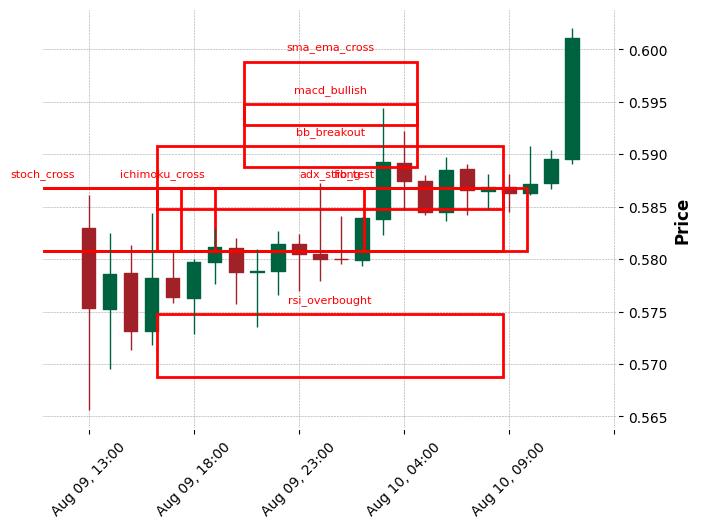 sma_ema_cross
macd_bullish
bb_breakout
stoch_cross
ichimoku_cross
0.600
0.595
0.590
0.585
0.580
0.575
0.570
0.565
Price
rsi_overbought
Aug 09, 13:00
Aug 09, 18:00
Aug 09, 23:00
Aug 10, 04:00
Aug 10, 09:00